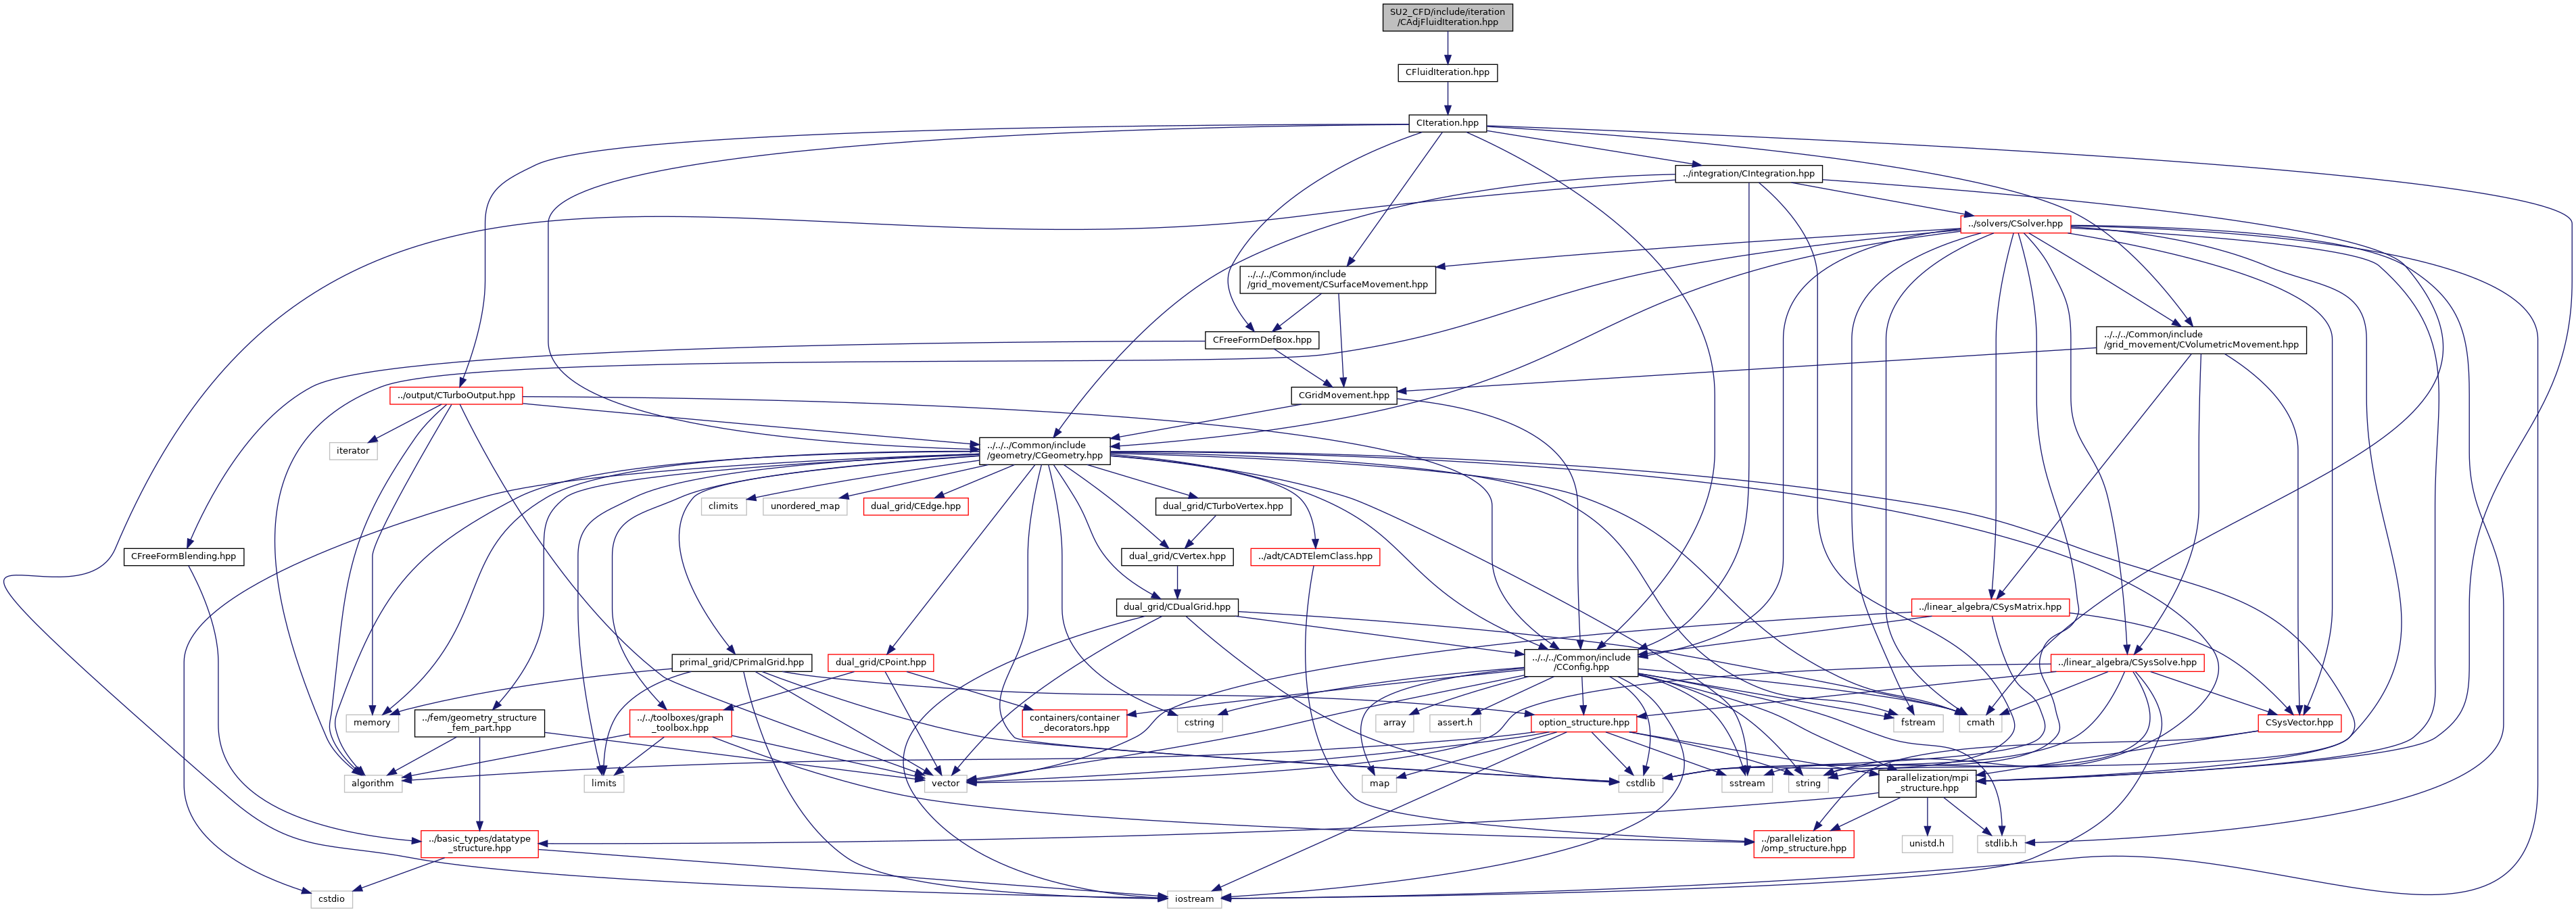 SU2_CFD/include/iteration
/CAdjFluidIteration.hpp
CFluidIteration.hpp
CIteration.hpp
../integration/CIntegration.hpp
../solvers/CSolver.hpp
../../../Common/include
/grid_movement/CSurfaceMovement.hpp
CFreeFormDefBox.hpp
../../../Common/include
/grid_movement/CVolumetricMovement.hpp
../output/CTurboOutput.hpp
CGridMovement.hpp
iterator
../../../Common/include
/geometry/CGeometry.hpp
climits
unordered_map
dual_grid/CEdge.hpp
dual_grid/CTurboVertex.hpp
CFreeFormBlending.hpp
dual_grid/CVertex.hpp
../adt/CADTElemClass.hpp
dual_grid/CDualGrid.hpp
../linear_algebra/CSysMatrix.hpp
primal_grid/CPrimalGrid.hpp
dual_grid/CPoint.hpp
../../../Common/include
/CConfig.hpp
../linear_algebra/CSysSolve.hpp
memory
../fem/geometry_structure
_fem_part.hpp
../../toolboxes/graph
_toolbox.hpp
containers/container
_decorators.hpp
cstring
array
assert.h
option_structure.hpp
fstream
cmath
CSysVector.hpp
algorithm
limits
vector
map
cstdlib
sstream
string
parallelization/mpi
_structure.hpp
../basic_types/datatype
_structure.hpp
../parallelization
/omp_structure.hpp
unistd.h
stdlib.h
cstdio
iostream